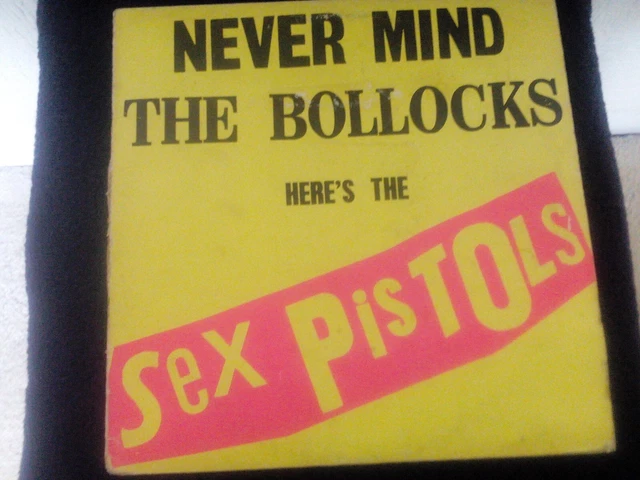 NEVER MIND
THE BOLLOCKS
HERE'S THE
Sex PisTOLS